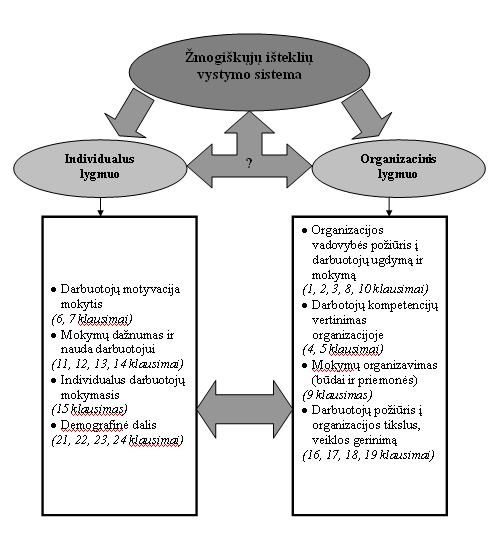 Žmogiškųjų išteklių
vystymo sistema
Individualus
lygmuo
?
Organizacinis
lygmuo
• Darbuotojų motyvacija
mokytis
(6, 7 klausimai)
• Mokymų dažnumas ir
nauda darbuotojui
(11, 12, 13, 14 klausimai)
• Individualus darbuotojų
mokymasis
(15 klausimas)
• Demografinė dalis
(21, 22, 23, 24 klausimai)
• Organizacijos
vadovybės požiūris į
darbuotojų ugdymą ir
mokymą
(1, 2, 3, 8, 10 klausimai)
• Darbotojų kompetencijų
vertinimas
organizacijoje
(4, 5 klausimai)
• Mokymų organizavimas
(būdai ir priemonės)
(9 klausimas)
• Darbuotojų požiūris į
organizacijos tikslus,
veiklos gerinimą
(16, 17, 18, 19 klausimai)